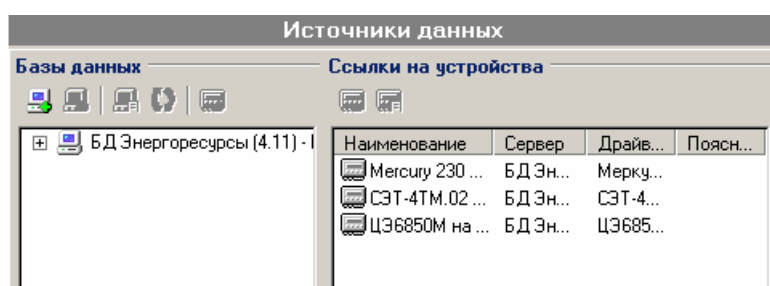 Источники данных
Базы данных
Ссылки на устройства
БД Энергоресурсы (4.11) -
Наименование Сервер Драйв... Поясн...
Mercury 230 ... БД Эн... Мерку...
СЭТ-4ТМ.02 ... БД Эн... СЭТ-4...
ЦЭ6850М на ... БД Эн... ЦЭ685...